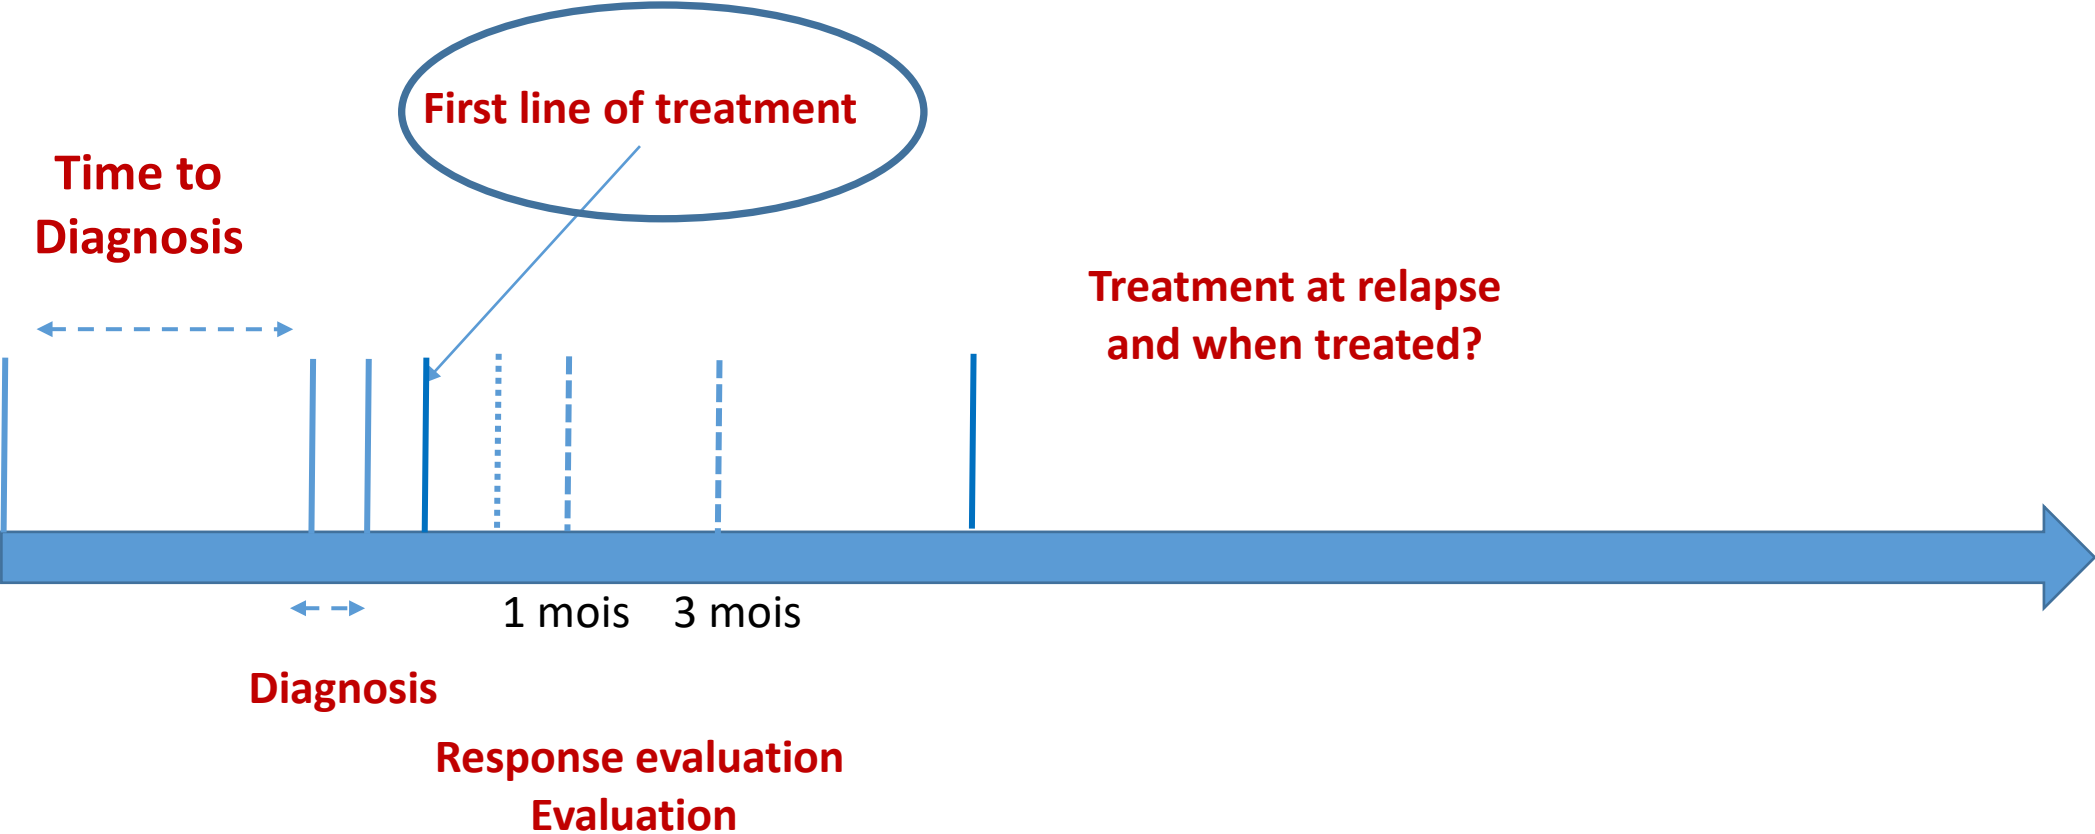 First line of treatment
Time to
Diagnosis
Treatment at relapse
and when treated?
1 mois
3 mois
Diagnosis
Response evaluation
Evaluation